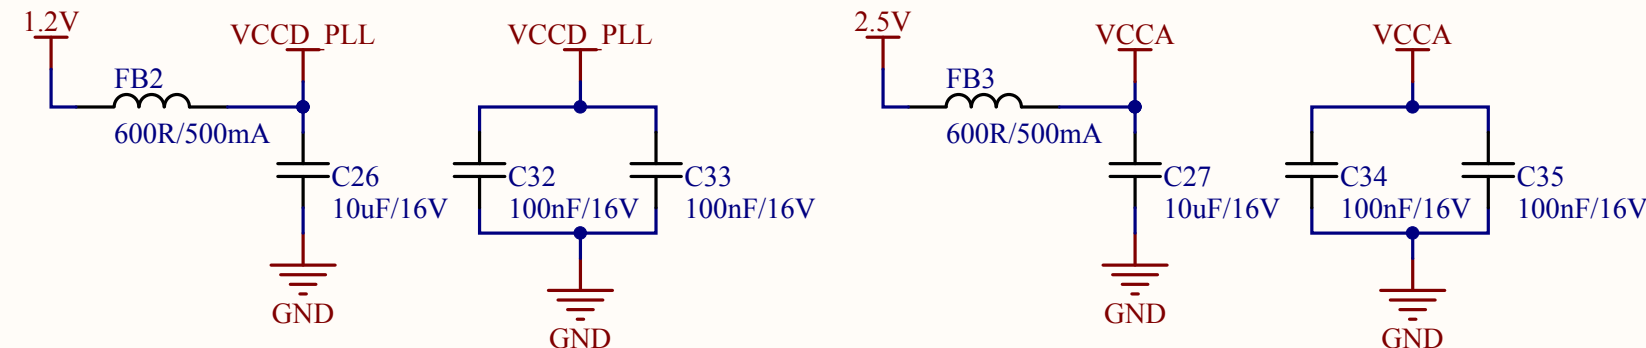 1.2V
VCCD_PLL
VCCD_PLL
2.5V
VCCA
VCCA
FB2
600R/500mA
FB3
600R/500mA
C26
10uF/16V
C32
100nF/16V
C33
100nF/16V
C27
10uF/16V
C34
100nF/16V
C35
100nF/16V
GND
GND
GND
GND